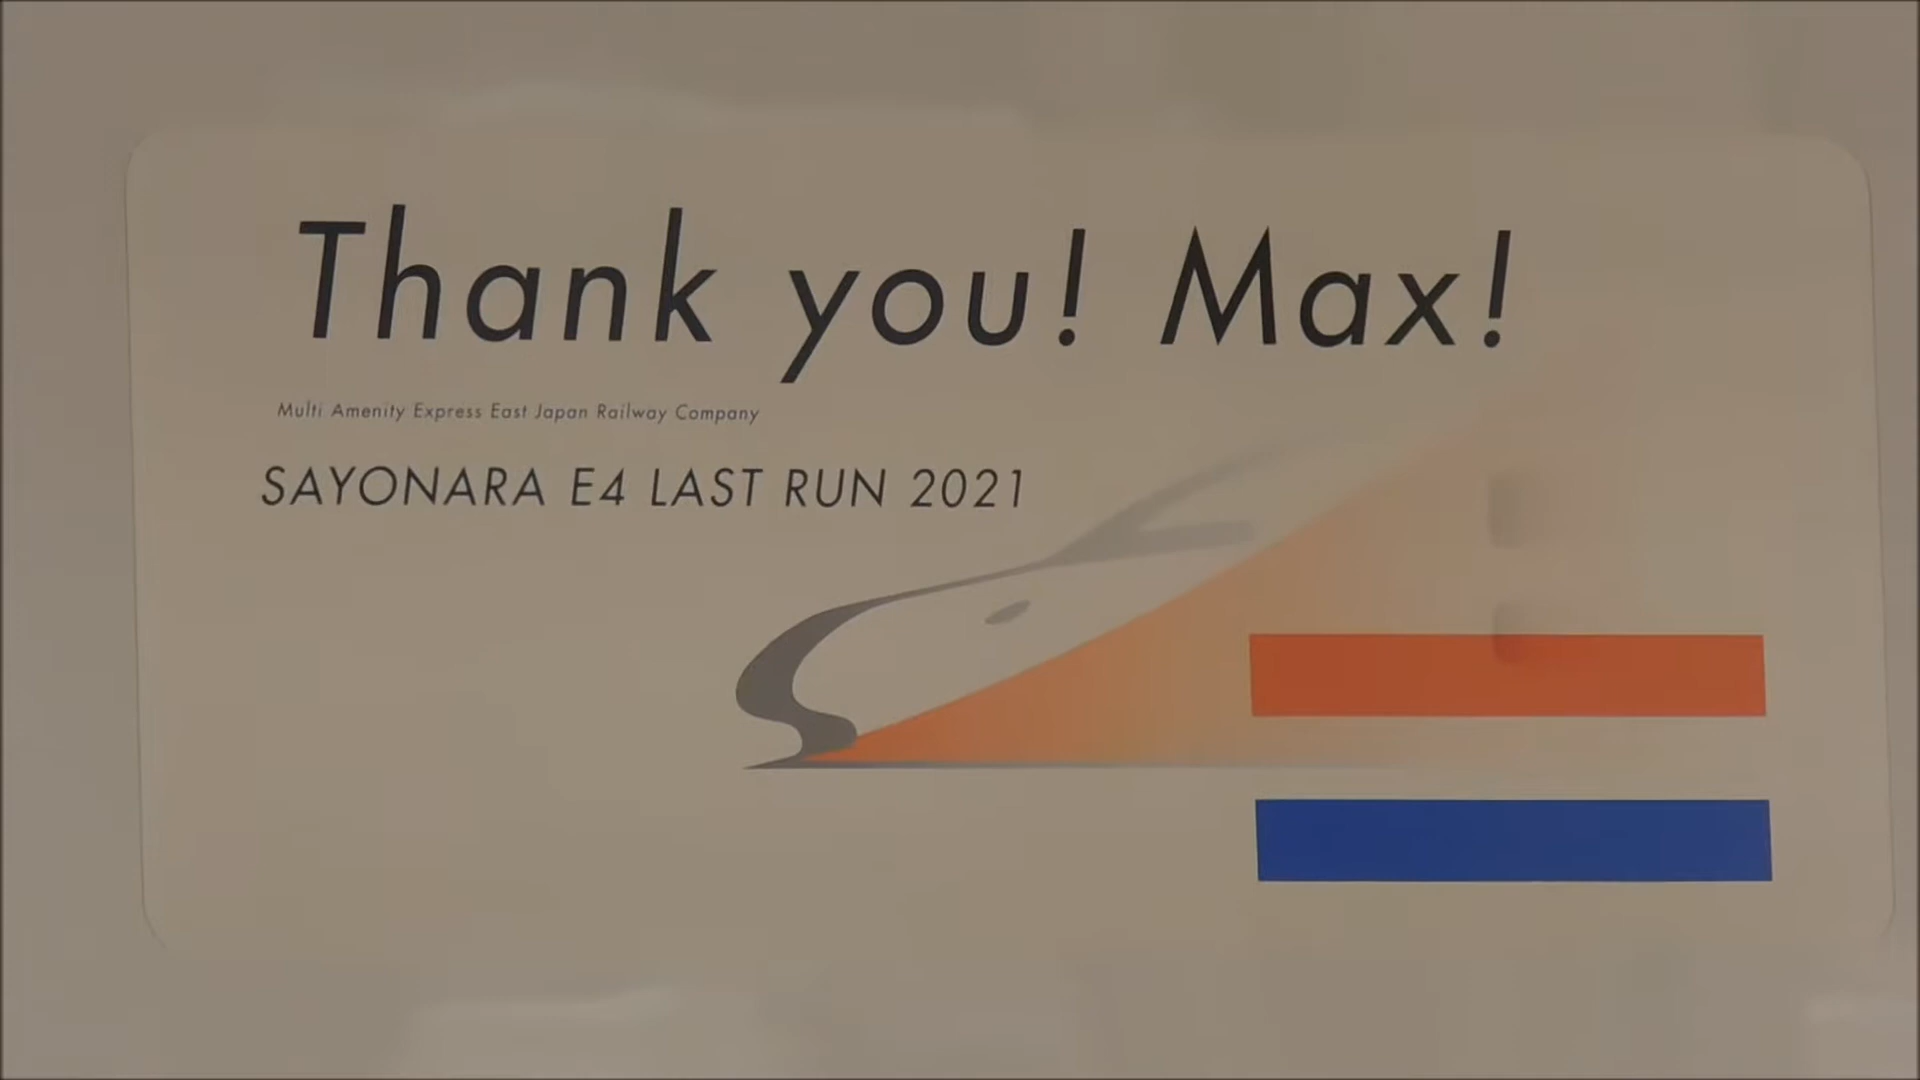 Thank you! Max!
Multi Amenity Express East Japan Railway Company
SAYONARA E4 LAST RUN 2021